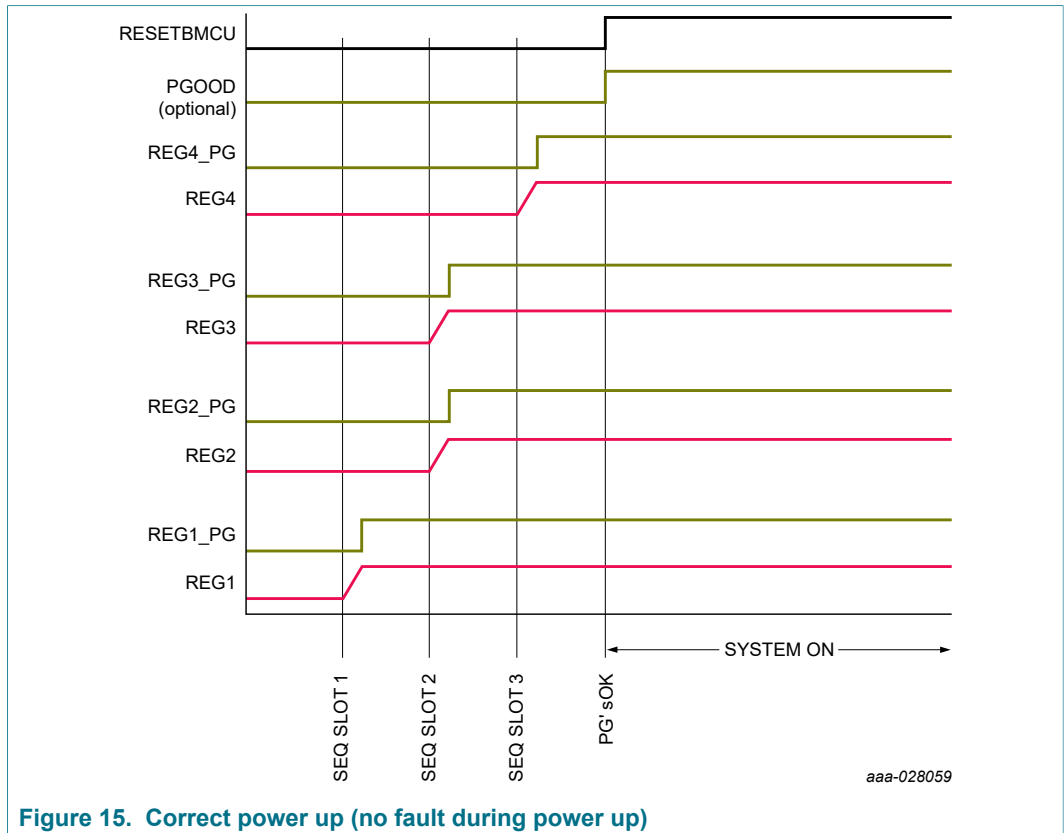 RESETBMCU
PGOOD
(optional)
REG4_PG
REG4
REG3_PG
REG3
REG2_PG
REG2
REG1_PG
REG1
SYSTEM ON
SEQ SLOT 1
SEQ SLOT 2
SEQ SLOT 3
PG' sOK
aaa-028059
Figure 15. Correct power up (no fault during power up)